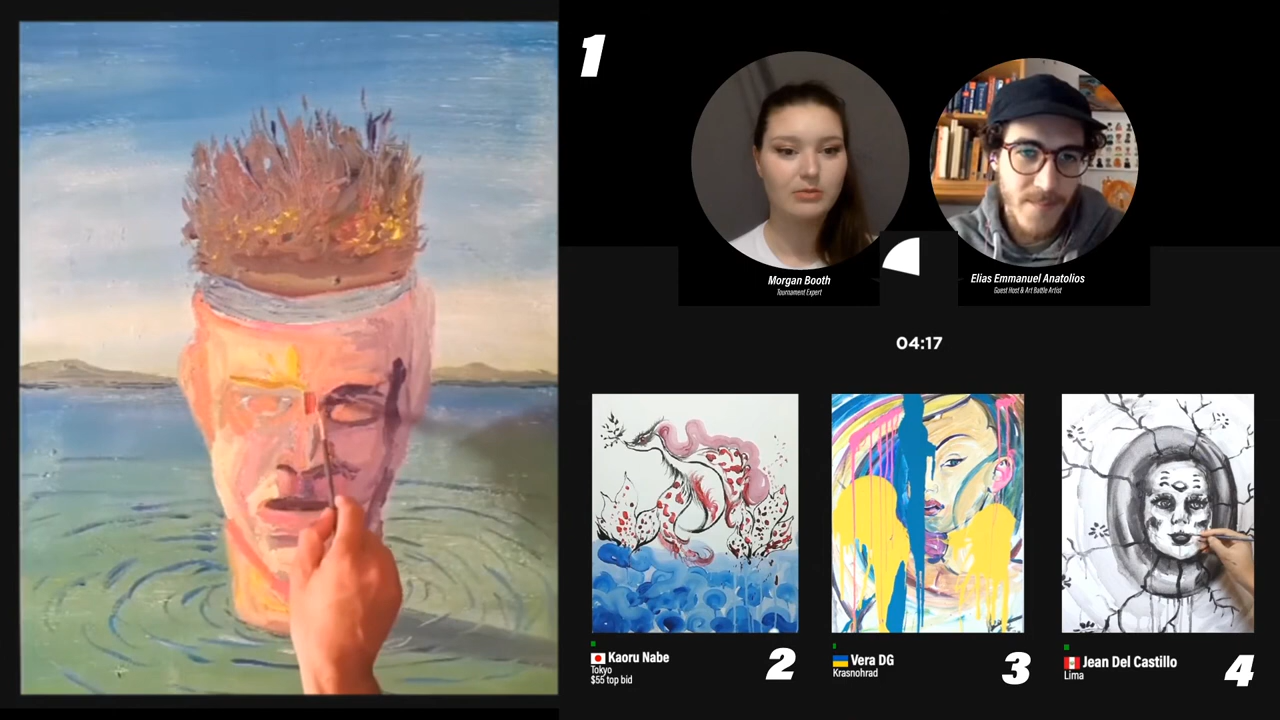 1
Morgan Booth
Tournament Expert
Elias Emmanuel Anatolios
Guest Host & Art Battle Artist
04:17
Kaoru Nabe
Tokyo
$55 top bid
2
Vera DG
Krasnohrad
3
Jean Del Castillo
Lima
4